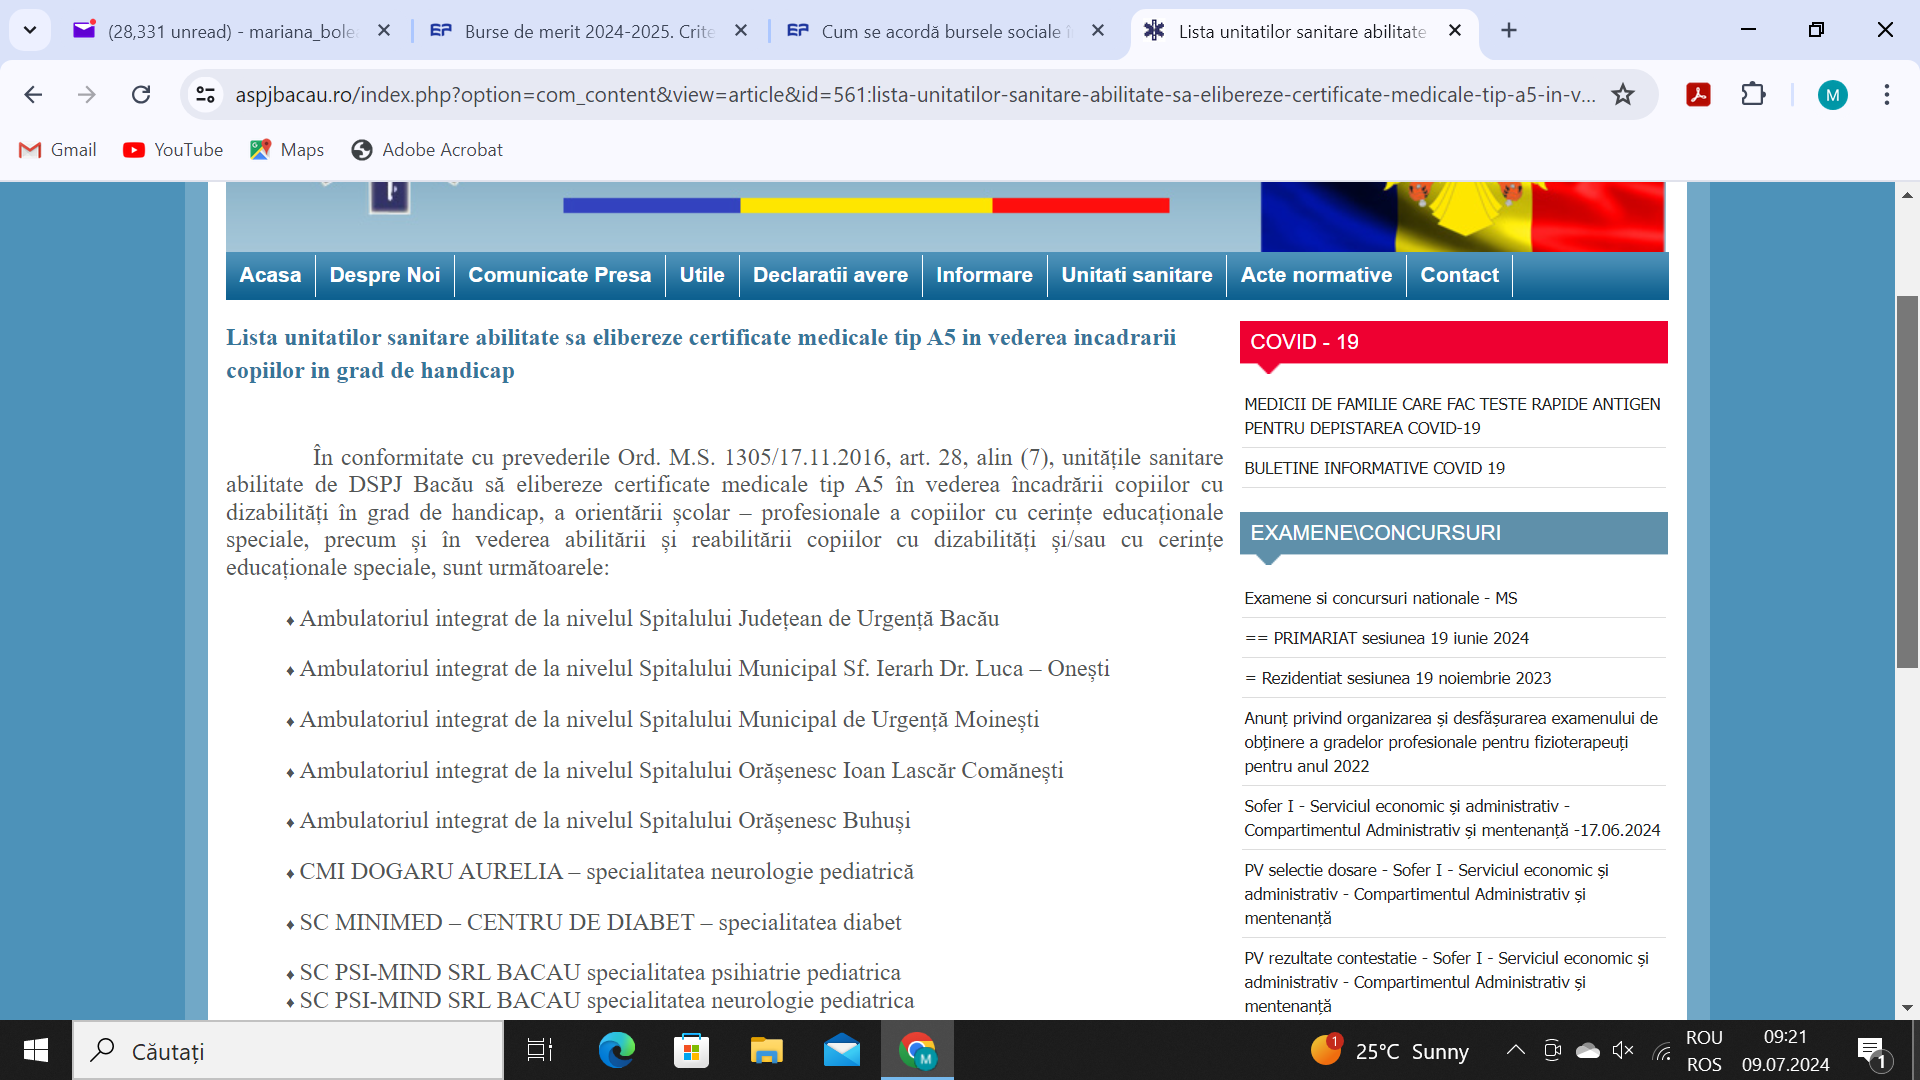 (28,331 unread) - mariana_bole
Burse de merit 2024-2025. Crite
Cum se acordă bursele sociale î
Lista unitatilor sanitare abilitate
aspjbacau.ro/index.php?option=com_content&view=article&id=561:lista-unitatilor-sanitare-abilitate-sa-elibereze-certificate-medicale-tip-a5-in-v...
M
Gmail
YouTube
Maps
Adobe Acrobat
Acasa
Despre Noi
Comunicate Presa
Utile
Declaratii avere
Informare
Unitati sanitare
Acte normative
Contact
Lista unitatilor sanitare abilitate sa elibereze certificate medicale tip A5 in vederea incadrarii
copiilor in grad de handicap
În conformitate cu prevederile Ord. M.S. 1305/17.11.2016, art. 28, alin (7), unitățile sanitare
abilitate de DSPJ Bacău să elibereze certificate medicale tip A5 în vederea încadrării copiilor cu
dizabilități în grad de handicap, a orientării școlar – profesionale a copiilor cu cerințe educaționale
speciale, precum și în vederea abilitării și reabilitării copiilor cu dizabilități și/sau cu cerințe
educaționale speciale, sunt următoarele:
♦ Ambulatoriul integrat de la nivelul Spitalului Județean de Urgență Bacău
♦ Ambulatoriul integrat de la nivelul Spitalului Municipal Sf. Ierarh Dr. Luca – Onești
♦ Ambulatoriul integrat de la nivelul Spitalului Municipal de Urgență Moinești
♦ Ambulatoriul integrat de la nivelul Spitalului Orășenesc Ioan Lascăr Comănești
♦ Ambulatoriul integrat de la nivelul Spitalului Orășenesc Buhuși
♦ CMI DOGARU AURELIA – specialitatea neurologie pediatrică
♦ SC MINIMED – CENTRU DE DIABET – specialitatea diabet
♦ SC PSI-MIND SRL BACAU specialitatea psihiatrie pediatrica
♦ SC PSI-MIND SRL BACAU specialitatea neurologie pediatrica
COVID - 19
MEDICII DE FAMILIE CARE FAC TESTE RAPIDE ANTIGEN
PENTRU DEPISTAREA COVID-19
BULETINE INFORMATIVE COVID 19
EXAMENE\CONCURSURI
Examene si concursuri nationale - MS
== PRIMARIAT sesiunea 19 iunie 2024
= Rezidentiat sesiunea 19 noiembrie 2023
Anunț privind organizarea și desfășurarea examenului de
obținere a gradelor profesionale pentru fizioterapeuți
pentru anul 2022
Sofer I - Serviciul economic și administrativ -
Compartimentul Administrativ și mentenanță -17.06.2024
PV selectie dosare - Sofer I - Serviciul economic și
administrativ - Compartimentul Administrativ și
mentenanță
PV rezultate contestatie - Sofer I - Serviciul economic și
administrativ - Compartimentul Administrativ și
mentenanță
Căutați
M
1
25°C Sunny
ROU
ROS
09:21
09.07.2024
1